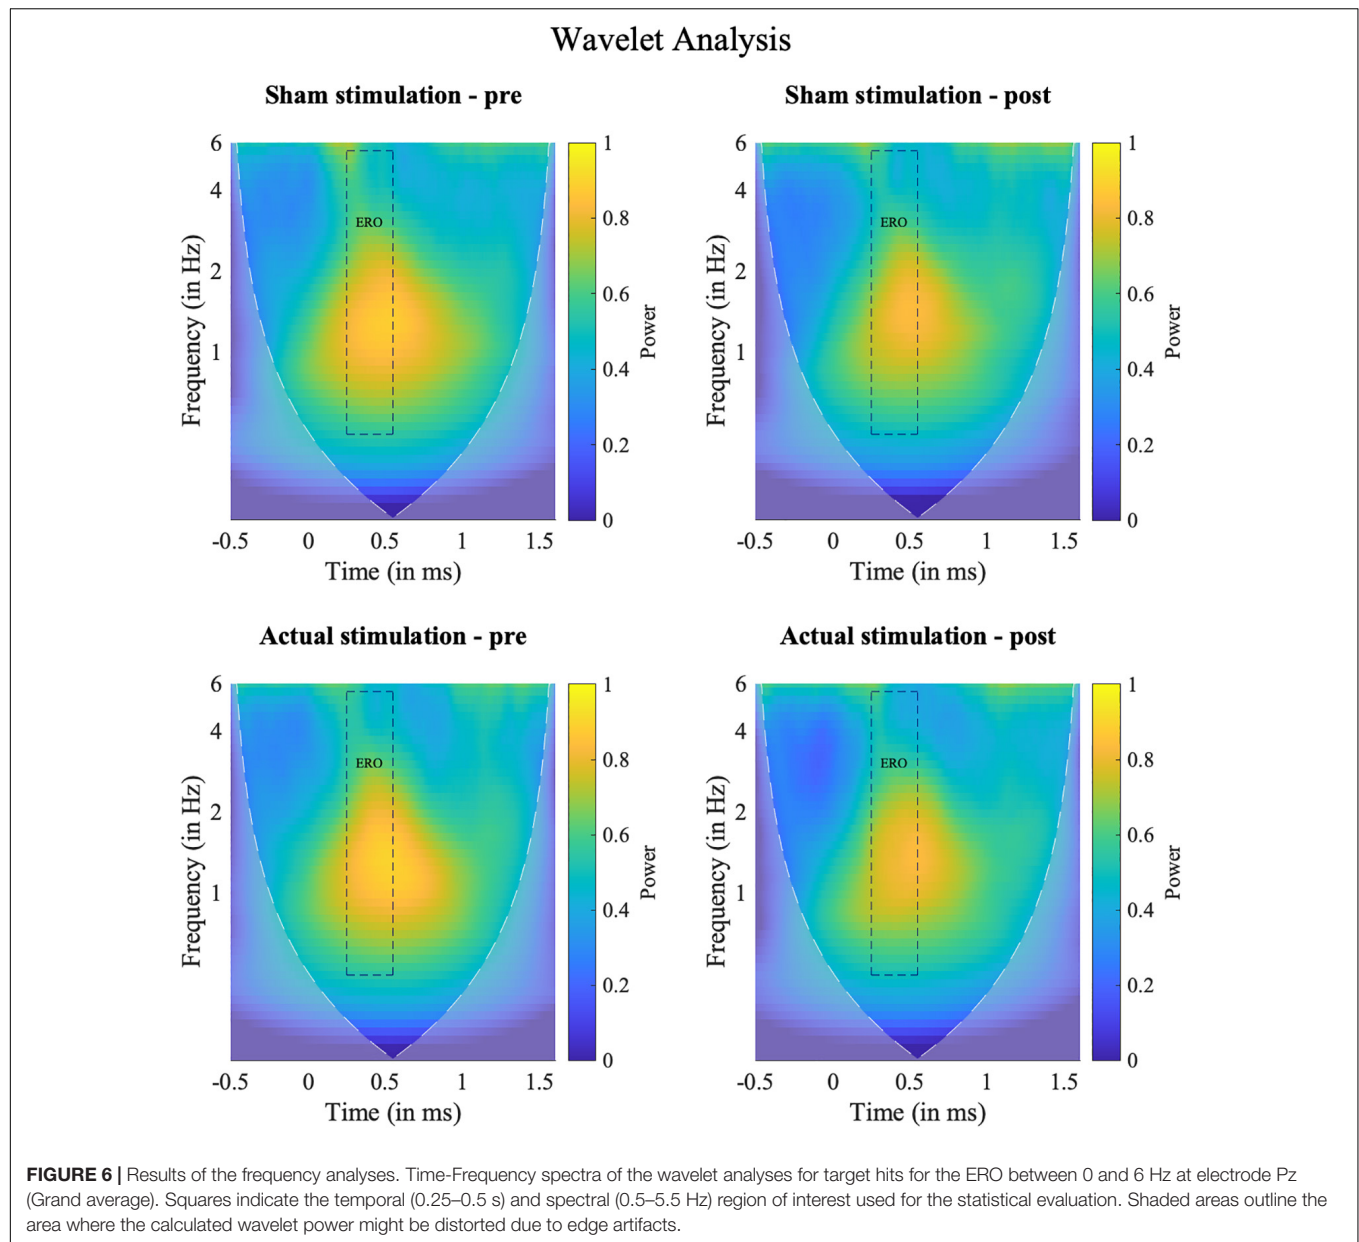 Wavelet Analysis
Sham stimulation - pre
6
4
2
1
Frequency (in Hz)
ERO
-0.5 0 0.5 1 1.5
Time (in ms)
1
0.8
0.6
0.4
0.2
0
Power
Sham stimulation - post
6
4
2
1
Frequency (in Hz)
ERO
-0.5 0 0.5 1 1.5
Time (in ms)
1
0.8
0.6
0.4
0.2
0
Power
Actual stimulation - pre
6
4
2
1
Frequency (in Hz)
ERO
-0.5 0 0.5 1 1.5
Time (in ms)
1
0.8
0.6
0.4
0.2
0
Power
Actual stimulation - post
6
4
2
1
Frequency (in Hz)
ERO
-0.5 0 0.5 1 1.5
Time (in ms)
1
0.8
0.6
0.4
0.2
0
Power
FIGURE 6 | Results of the frequency analyses. Time-Frequency spectra of the wavelet analyses for target hits for the ERO between 0 and 6 Hz at electrode Pz
(Grand average). Squares indicate the temporal (0.25–0.5 s) and spectral (0.5–5.5 Hz) region of interest used for the statistical evaluation. Shaded areas outline the
area where the calculated wavelet power might be distorted due to edge artifacts.